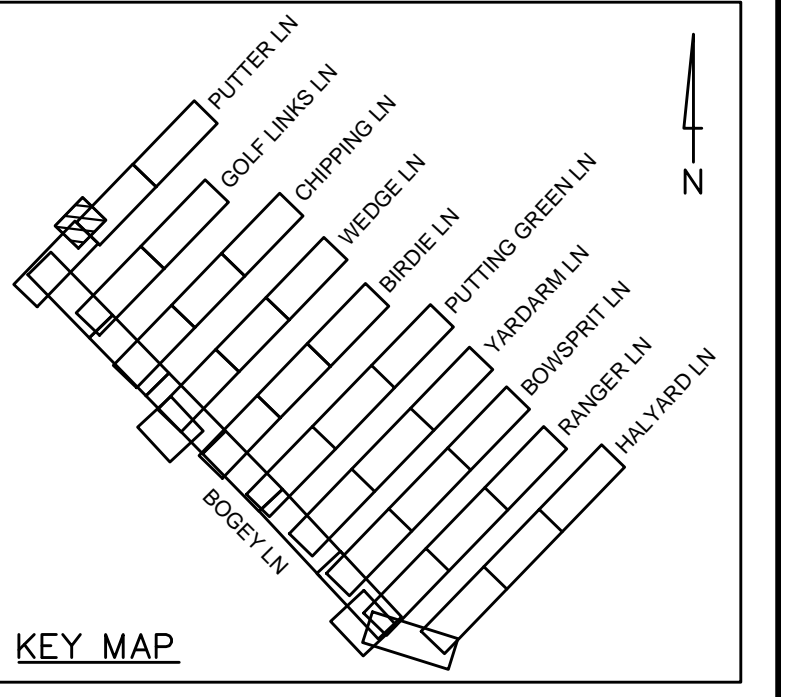 PUTTER LN
GOLF LINKS LN
CHIPPING LN
WEDGE LN
BIRDIE LN
PUTTING GREEN LN
YARDARM LN
BOWSPRIT LN
RANGER LN
HALYARD LN
N
BOGEY LN
KEY MAP